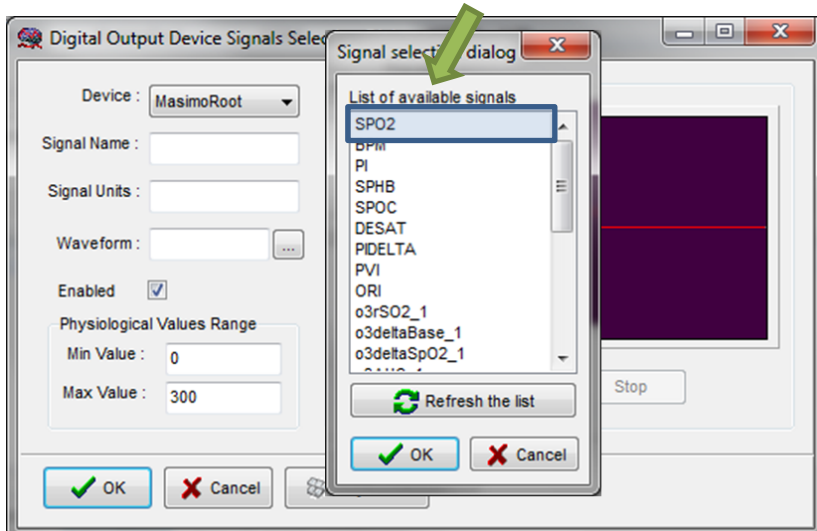 Digital Output Device Signals Selec
Device :
MasimoRoot
Signal Name :
Signal Units :
Waveform :
...
Enabled
Physiological Values Range
Min Value :
0
Max Value :
300
OK
Cancel
Signal selecti dialog
List of available signals
SPO2
BPM
PI
SPHB
SPOC
DESAT
PIDELTA
PVI
ORI
o3rSO2_1
o3deltaBase_1
o3deltaSpO2_1
Refresh the list
OK
Cancel
Stop